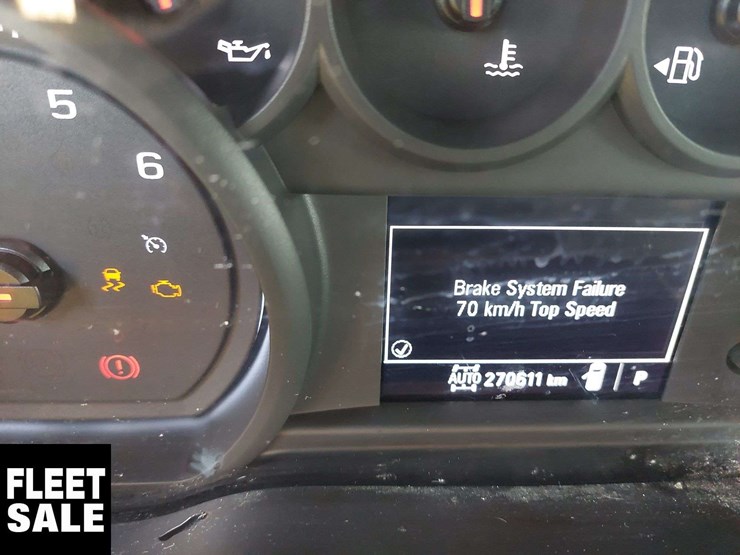 5
6
Brake System Failure
70 km/h Top Speed
AUTO 270611 km P
FLEET
SALE